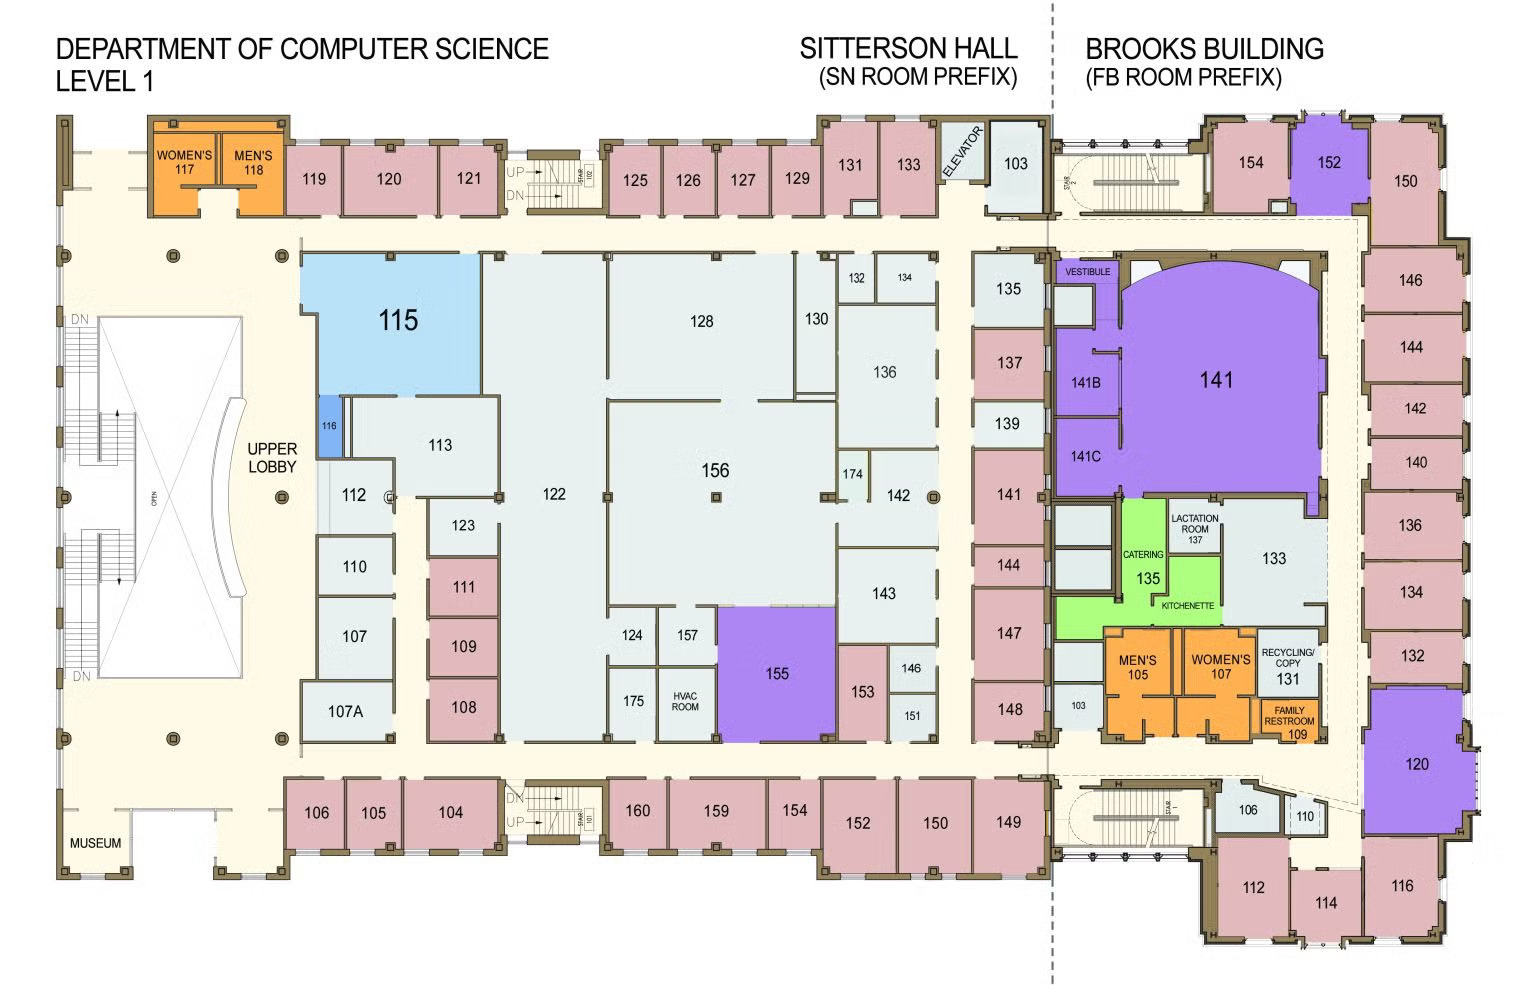 DEPARTMENT OF COMPUTER SCIENCE
LEVEL 1
SITTERSON HALL
(SN ROOM PREFIX)
BROOKS BUILDING
(FB ROOM PREFIX)
WOMEN'S
117
MEN'S
118
119
120
121
UP
DN
STAIR
102
125
126
127
129
131
133
ELEVATOR
103
STAIR
2
154
152
150
115
128
130
132
134
135
136
137
139
VESTIBULE
141B
141
141C
146
144
142
140
136
134
132
DN
UPPER
LOBBY
OPEN
DN
116
113
112
123
110
111
107
109
107A
108
122
156
174
142
141
143
144
147
124
157
155
175
HVAC
ROOM
153
146
151
148
LACTATION
ROOM
137
CATERING
135
KITCHENETTE
133
MEN'S
105
WOMEN'S
107
RECYCLING/
COPY
131
103
FAMILY
RESTROOM
109
120
MUSEUM
106
105
104
DN
UP
STAIR
101
160
159
154
152
150
149
STAIR
1
106
110
112
114
116